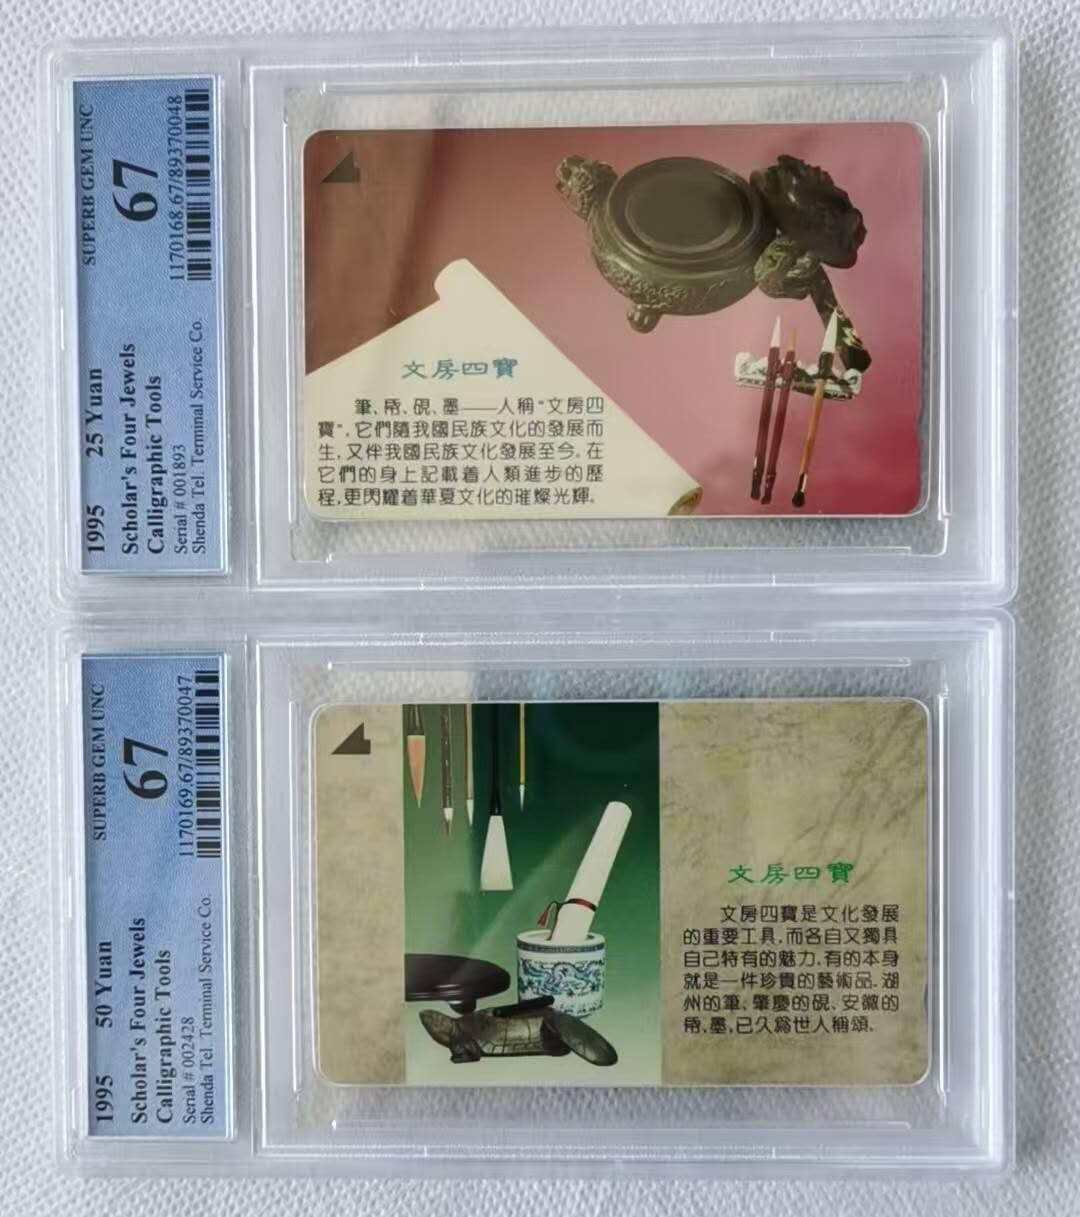 1995 25 Yuan
Scholar's Four Jewels
Calligraphic Tools
Serial # 001893
Shenda Tel. Terminal Service Co.
SUPERB GEM UNC
67
1170168.67/89370048
文房四寶
筆、帋、硯、墨——人稱“文房四
寶”，它們隨我國民族文化的發展而
生，又伴我國民族文化發展至今。在
它們的身上記載着人類進步的歷
程，更閃耀着華夏文化的璀燦光輝。
1995 50 Yuan
Scholar's Four Jewels
Calligraphic Tools
Serial # 002428
Shenda Tel. Terminal Service Co.
SUPERB GEM UNC
67
1170169.67/89370047
文房四寶
文房四寶是文化發展
的重要工具，而各自又獨具
自己特有的魅力，有的本身
就是一件珍貴的藝術品。湖
州的筆、肇慶的硯、安徽的
帋、墨，已久爲世人稱頌。